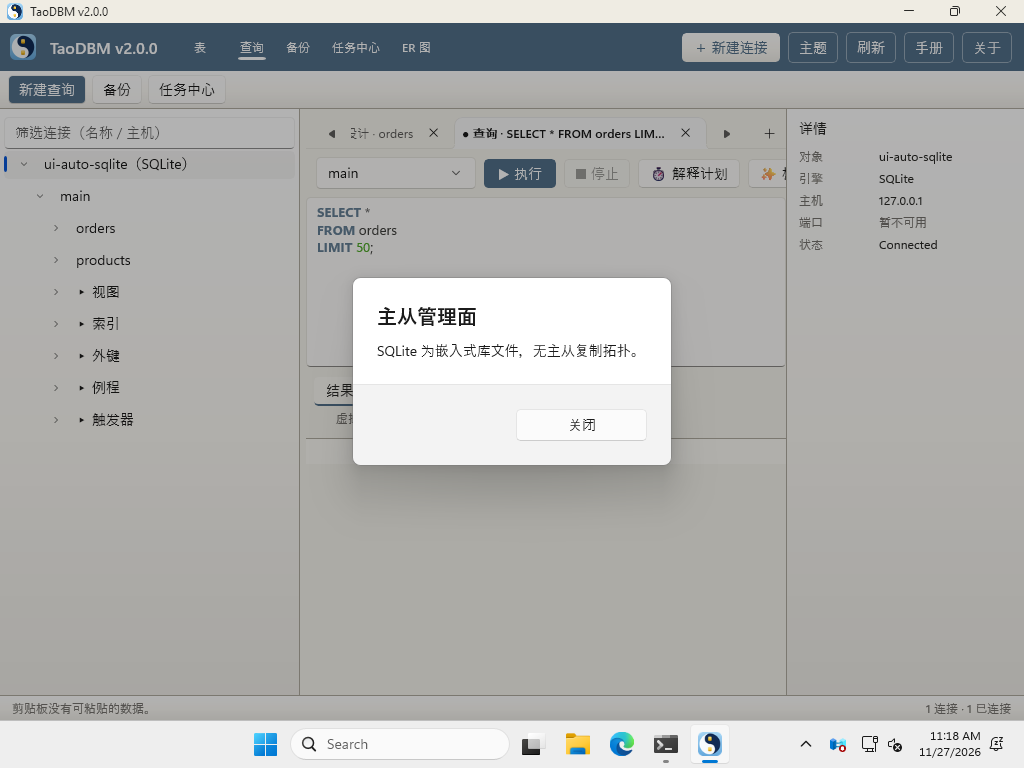 TaoDBM v2.0.0
TaoDBM v2.0.0
表
查询
备份
任务中心
ER 图
+ 新建连接
主题
刷新
手册
关于
新建查询
备份
任务中心
筛选连接（名称 / 主机）
ui-auto-sqlite（SQLite）
main
orders
products
视图
索引
外键
例程
触发器
计 · orders
● 查询 · SELECT * FROM orders LIM...
main
执行
停止
解释计划
SELECT *
FROM orders
LIMIT 50;
主从管理面
SQLite 为嵌入式库文件，无主从复制拓扑。
关闭
结果
详情
对象 ui-auto-sqlite
引擎 SQLite
主机 127.0.0.1
端口 暂不可用
状态 Connected
剪贴板没有可粘贴的数据。
1 连接 · 1 已连接
Search
11:18 AM
11/27/2026